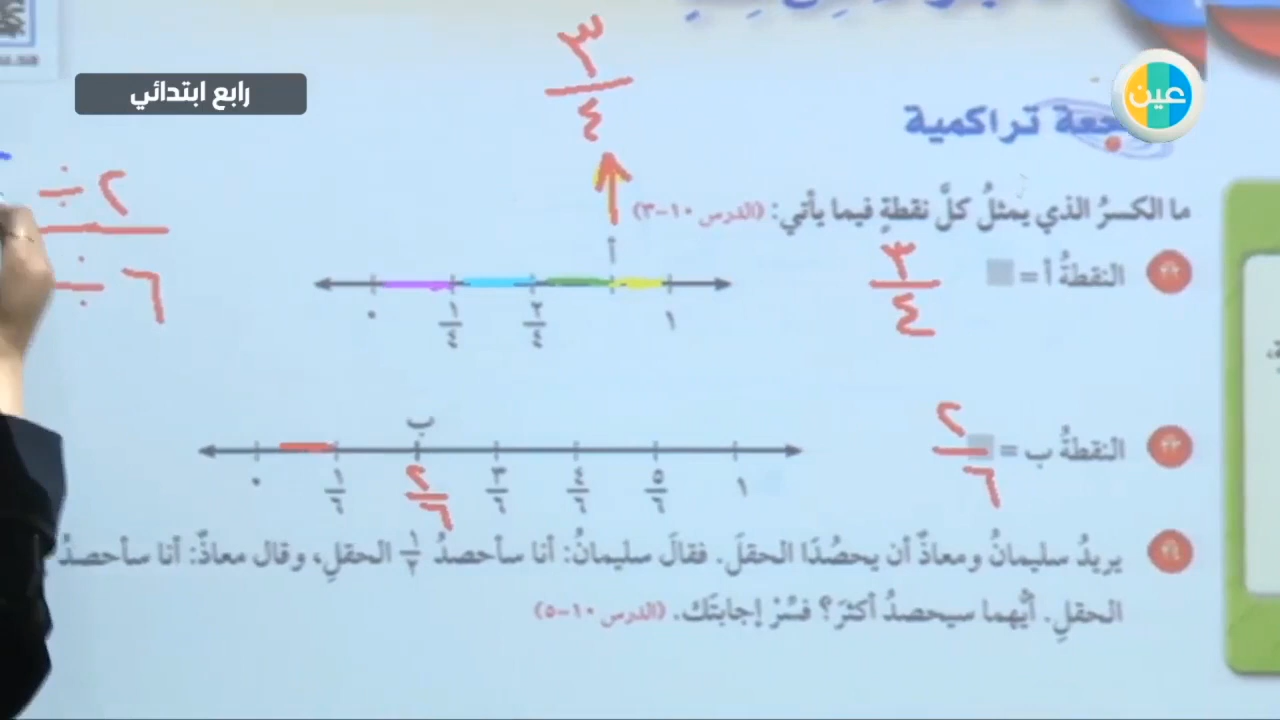 رابع ابتدائي
عين
تراكمية
ما الكسرُ الذي يمثلُ كلَّ نقطةٍ فيما يأتي: (الدرس ١٠-٣)
٣/٤
٢٢ النقطةُ أ = ٣/٤
أ
٠ ١/٤ ٢/٤ ١
٢ ÷
٦ ÷
٢٣ النقطةُ ب = ٢/٦
ب
٠ ١/٦ ٢/٦ ٣/٦ ٤/٦ ٥/٦ ١
٢٤ يريدُ سليمانُ ومعاذٌ أن يحصُدَا الحقلَ. فقالَ سليمانُ: أنا سأحصدُ ١/٢ الحقلِ، وقال معاذٌ: أنا سأحصدُ
الحقلِ. أيُّهما سيحصدُ أكثرَ؟ فسِّرْ إجابتَك. (الدرس ١٠-٥)